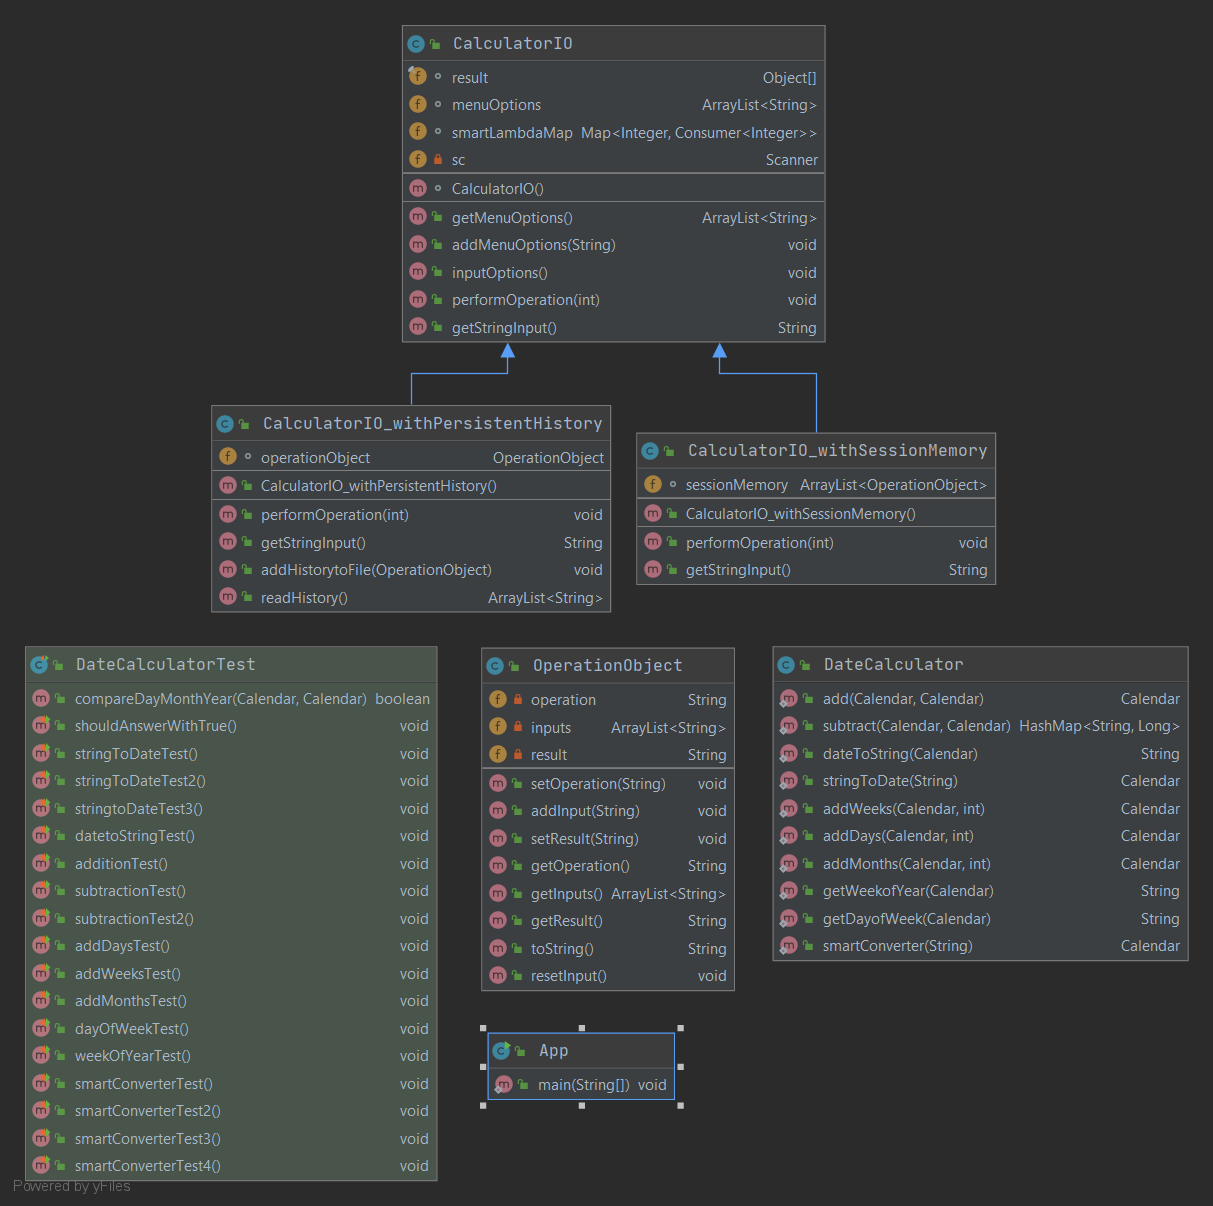 CalculatorIO
result Object[]
menuOptions ArrayList<String>
smartLambdaMap Map<Integer, Consumer<Integer>>
sc Scanner
CalculatorIO()
getMenuOptions() ArrayList<String>
addMenuOptions(String) void
inputOptions() void
performOperation(int) void
getStringInput() String
CalculatorIO_withPersistentHistory
operationObject OperationObject
CalculatorIO_withPersistentHistory()
performOperation(int) void
getStringInput() String
addHistorytoFile(OperationObject) void
readHistory() ArrayList<String>
CalculatorIO_withSessionMemory
sessionMemory ArrayList<OperationObject>
CalculatorIO_withSessionMemory()
performOperation(int) void
getStringInput() String
DateCalculatorTest
compareDayMonthYear(Calendar, Calendar) boolean
shouldAnswerWithTrue() void
stringToDateTest() void
stringToDateTest2() void
stringtoDateTest3() void
datetoStringTest() void
additionTest() void
subtractionTest() void
subtractionTest2() void
addDaysTest() void
addWeeksTest() void
addMonthsTest() void
dayOfWeekTest() void
weekOfYearTest() void
smartConverterTest() void
smartConverterTest2() void
smartConverterTest3() void
smartConverterTest4() void
OperationObject
operation String
inputs ArrayList<String>
result String
setOperation(String) void
addInput(String) void
setResult(String) void
getOperation() String
getInputs() ArrayList<String>
getResult() String
toString() String
resetInput() void
DateCalculator
add(Calendar, Calendar) Calendar
subtract(Calendar, Calendar) HashMap<String, Long>
dateToString(Calendar) String
stringToDate(String) Calendar
addWeeks(Calendar, int) Calendar
addDays(Calendar, int) Calendar
addMonths(Calendar, int) Calendar
getWeekofYear(Calendar) String
getDayofWeek(Calendar) String
smartConverter(String) Calendar
App
main(String[]) void
Powered by yFiles